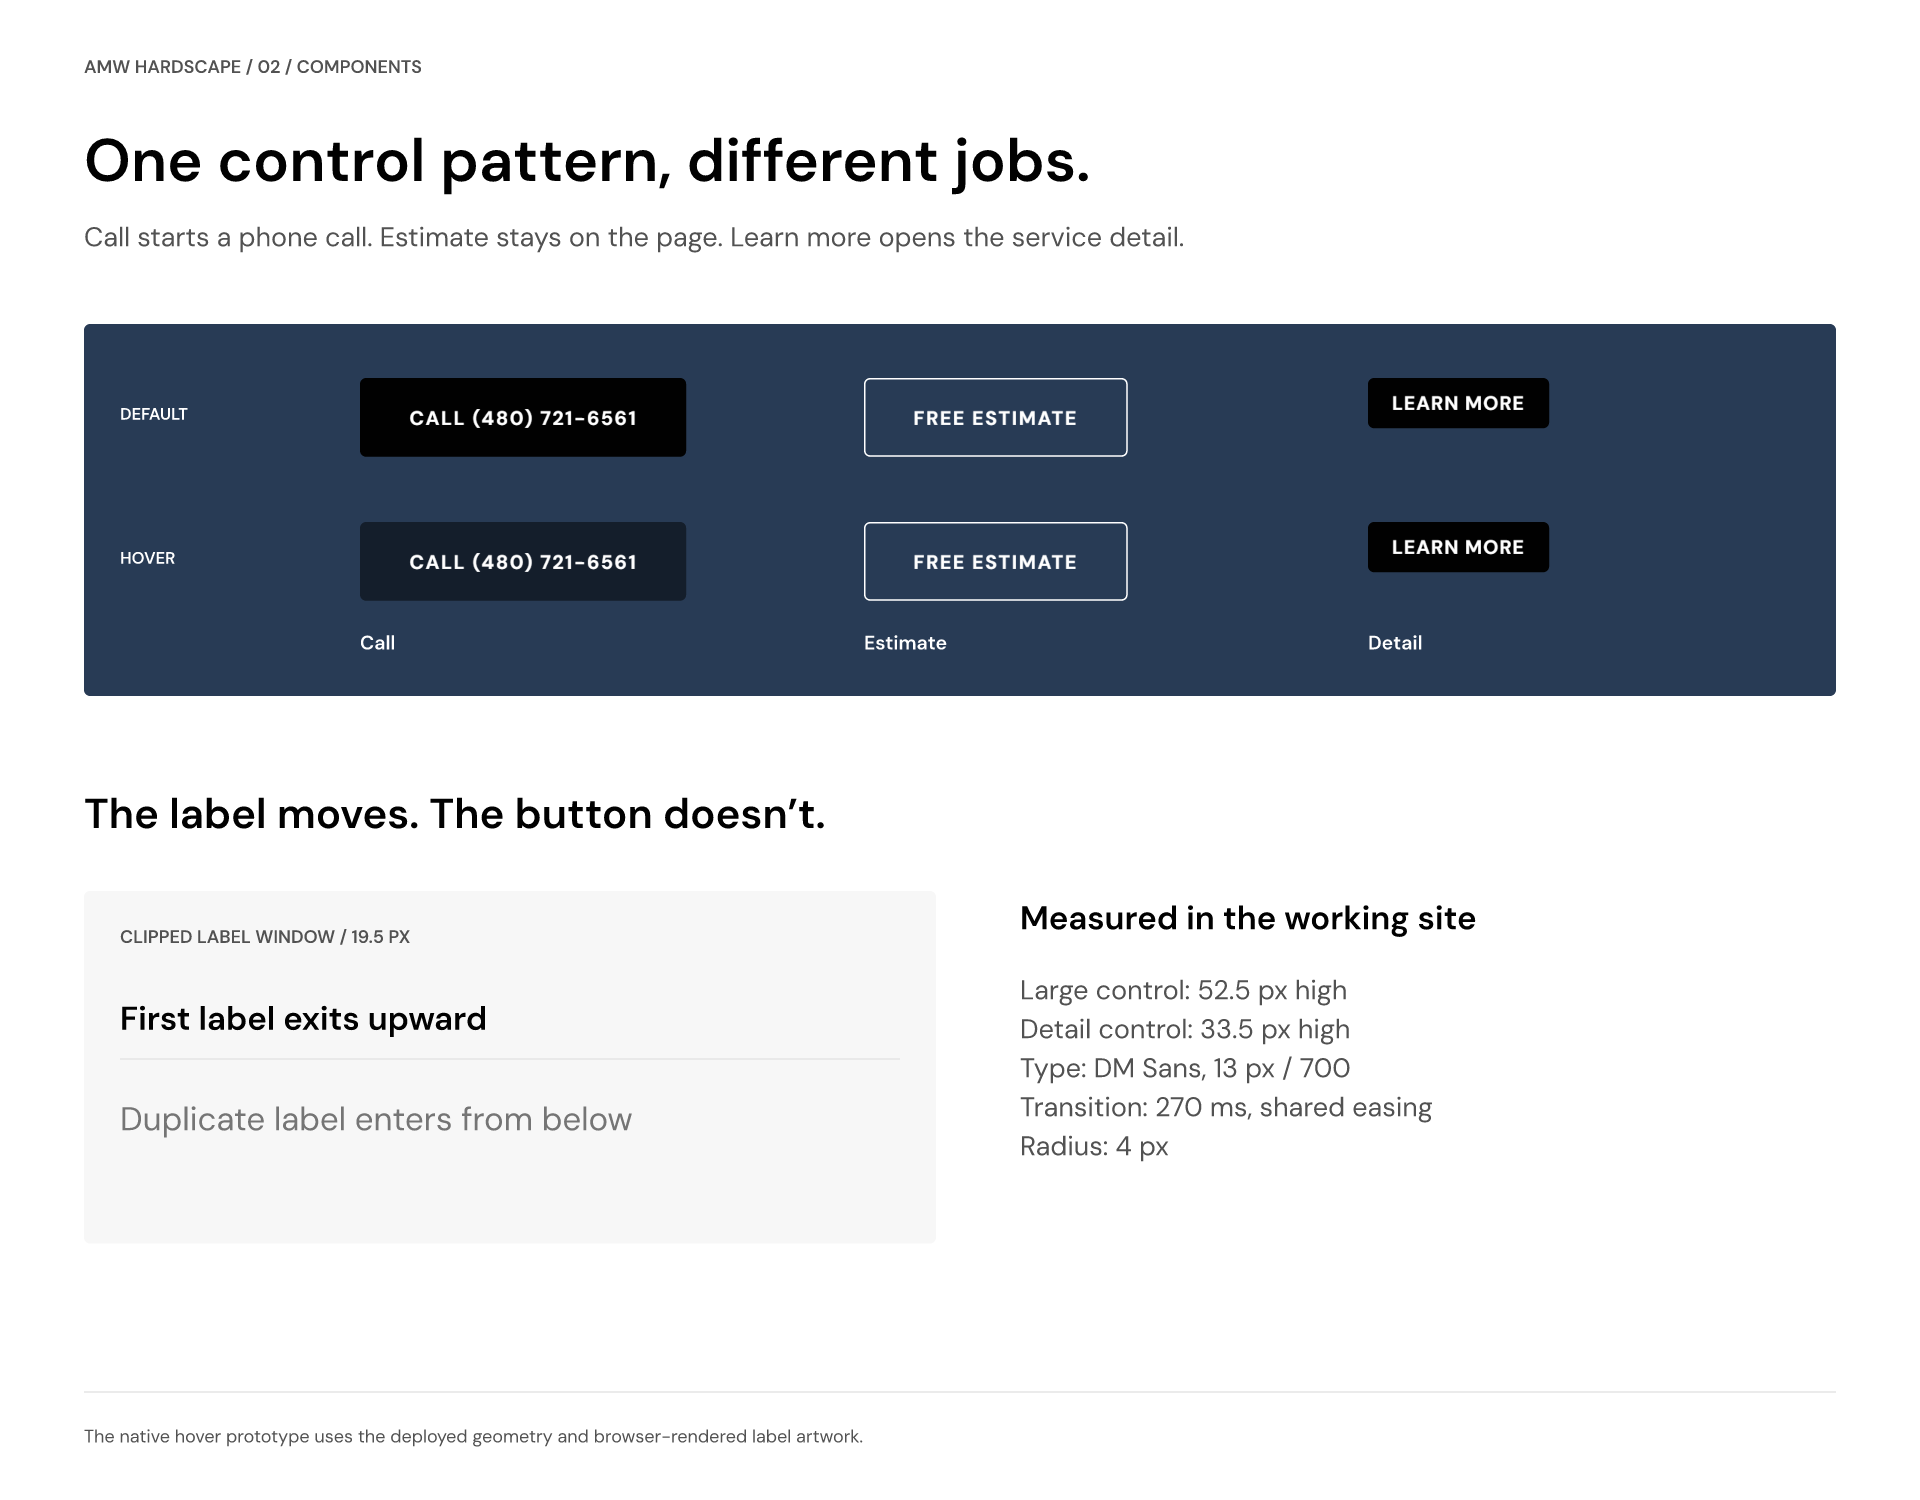 AMW HARDSCAPE / 02 / COMPONENTS
One control pattern, different jobs.
Call starts a phone call. Estimate stays on the page. Learn more opens the service detail.
DEFAULT
CALL (480) 721-6561
FREE ESTIMATE
LEARN MORE
HOVER
CALL (480) 721-6561
FREE ESTIMATE
LEARN MORE
Call
Estimate
Detail
The label moves. The button doesn’t.
CLIPPED LABEL WINDOW / 19.5 PX
First label exits upward
Duplicate label enters from below
Measured in the working site
Large control: 52.5 px high
Detail control: 33.5 px high
Type: DM Sans, 13 px / 700
Transition: 270 ms, shared easing
Radius: 4 px
The native hover prototype uses the deployed geometry and browser-rendered label artwork.